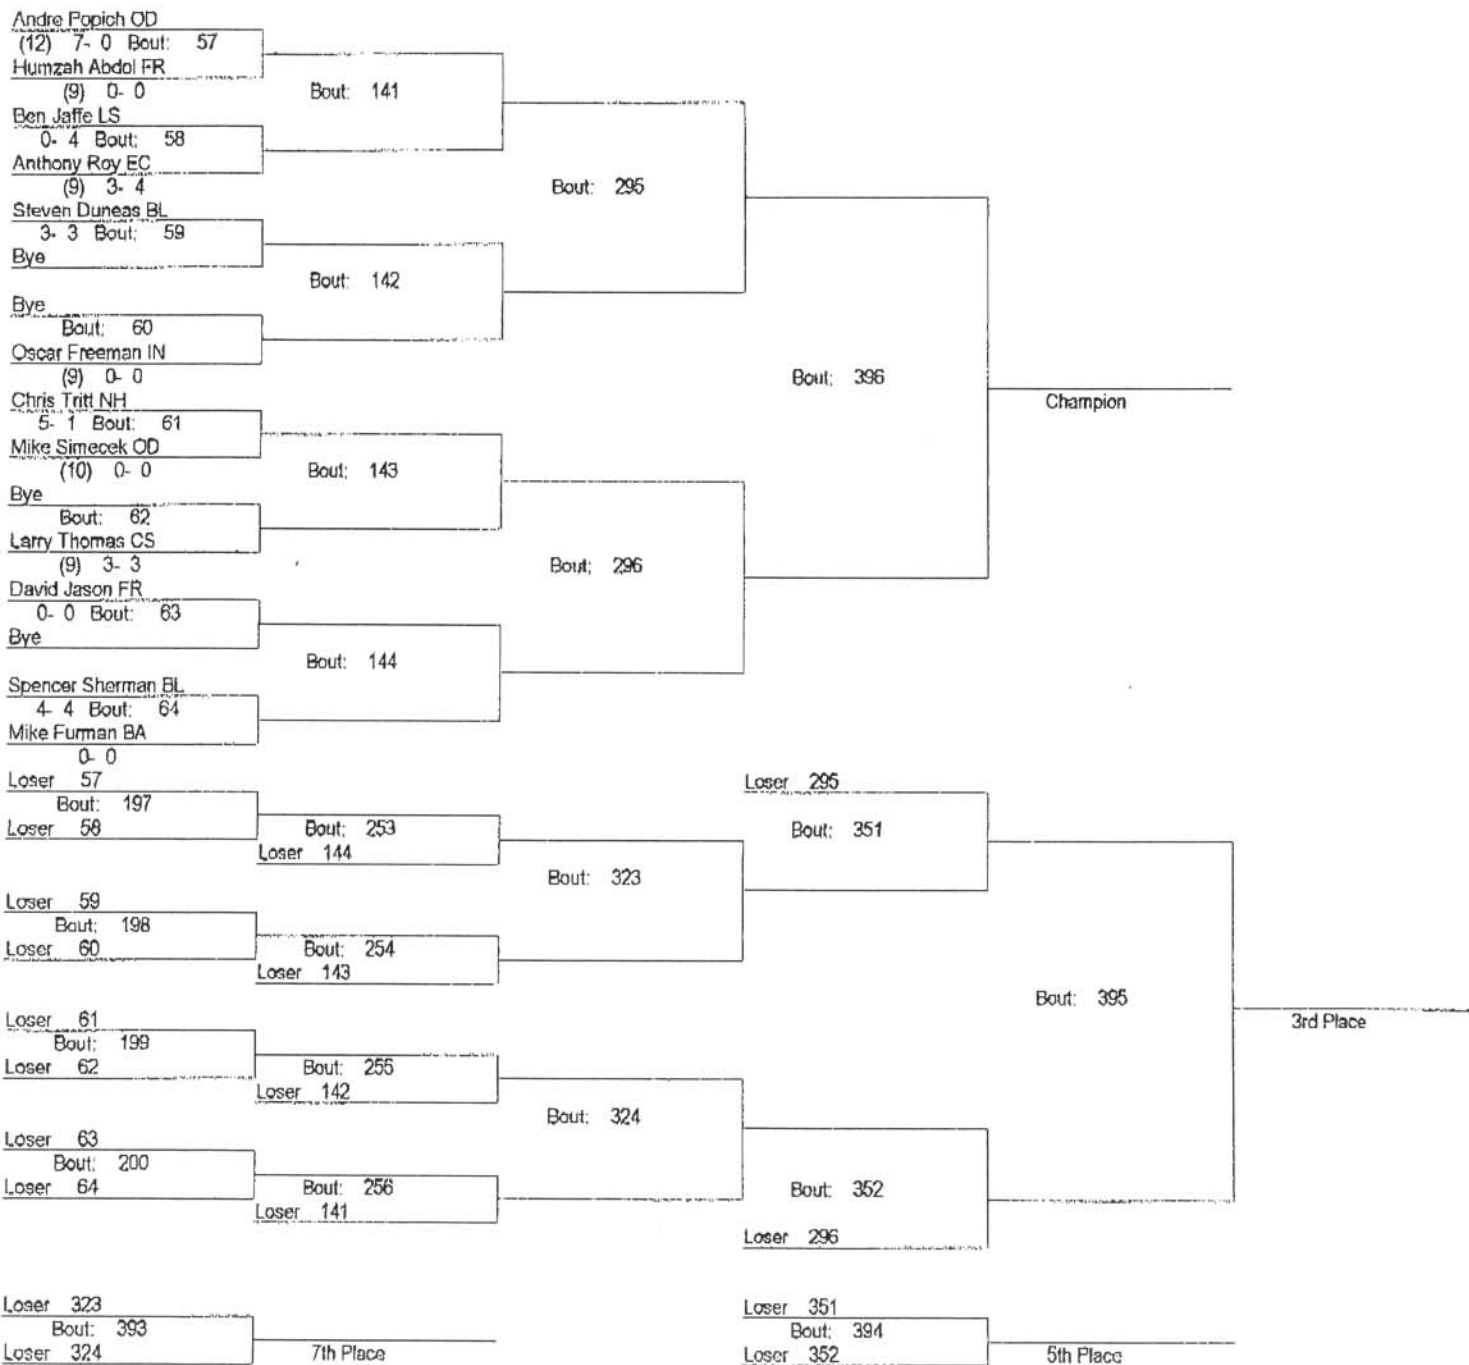 Andre Popich OD
(12) 7- 0 Bout: 57
Humzah Abdol FR
(9) 0- 0
Bout: 141
Ben Jaffe LS
0- 4 Bout: 58
Anthony Roy EC
(9) 3- 4
Bout: 295
Steven Duneas BL
3- 3 Bout: 59
Bye
Bout: 142
Bye
Bout: 60
Oscar Freeman IN
(9) 0- 0
Bout: 396
Champion
Chris Tritt NH
5- 1 Bout: 61
Mike Simecek OD
(10) 0- 0
Bout: 143
Bye
Bout: 62
Larry Thomas CS
(9) 3- 3
Bout: 296
David Jason FR
0- 0 Bout: 63
Bye
Bout: 144
Spencer Sherman BL
4- 4 Bout: 64
Mike Furman BA
0- 0
Loser 57
Bout: 197
Loser 58
Bout: 253
Loser 144
Bout: 323
Loser 295
Bout: 351
Loser 59
Bout: 198
Loser 60
Bout: 254
Loser 143
Bout: 395
3rd Place
Loser 61
Bout: 199
Loser 62
Bout: 255
Loser 142
Bout: 324
Loser 63
Bout: 200
Loser 64
Bout: 256
Loser 141
Bout: 352
Loser 296
Loser 323
Bout: 393
Loser 324
7th Place
Loser 351
Bout: 394
Loser 352
5th Place